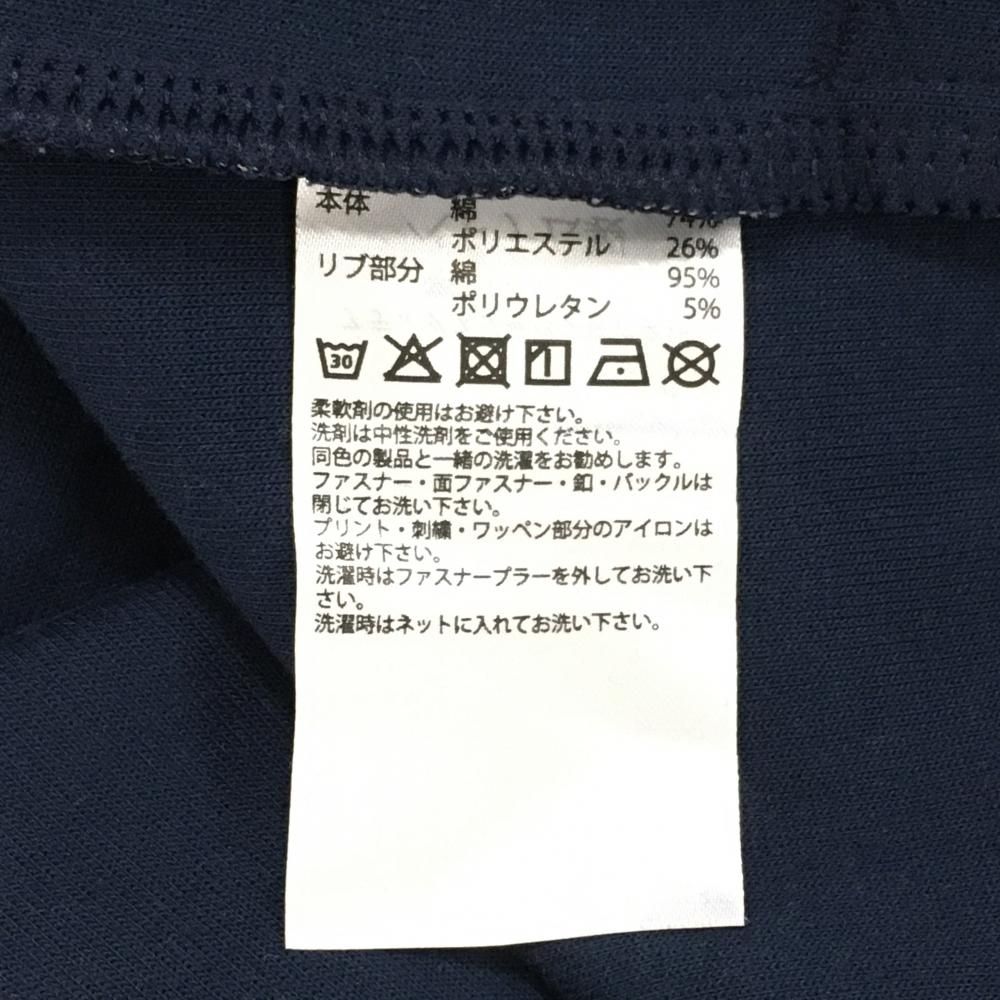 本体 綿 74%
ポリエステル 26%
リブ部分 綿 95%
ポリウレタン 5%
30
柔軟剤の使用はお避け下さい。
洗剤は中性洗剤をご使用ください。
同色の製品と一緒の洗濯をお勧めします。
ファスナー・面ファスナー・釦・バックルは
閉じてお洗い下さい。
プリント・刺繍・ワッペン部分のアイロンは
お避け下さい。
洗濯時はファスナープラーを外してお洗い下
さい。
洗濯時はネットに入れてお洗い下さい。